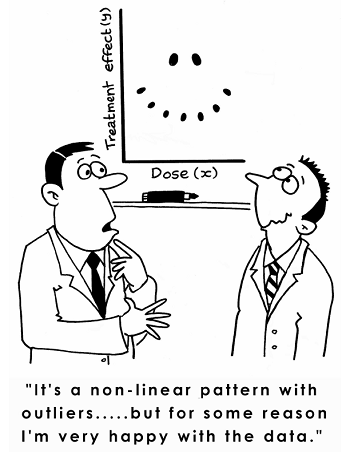 Treatment effect(y)
Dose (x)
"It's a non-linear pattern with
outliers.....but for some reason
I'm very happy with the data."